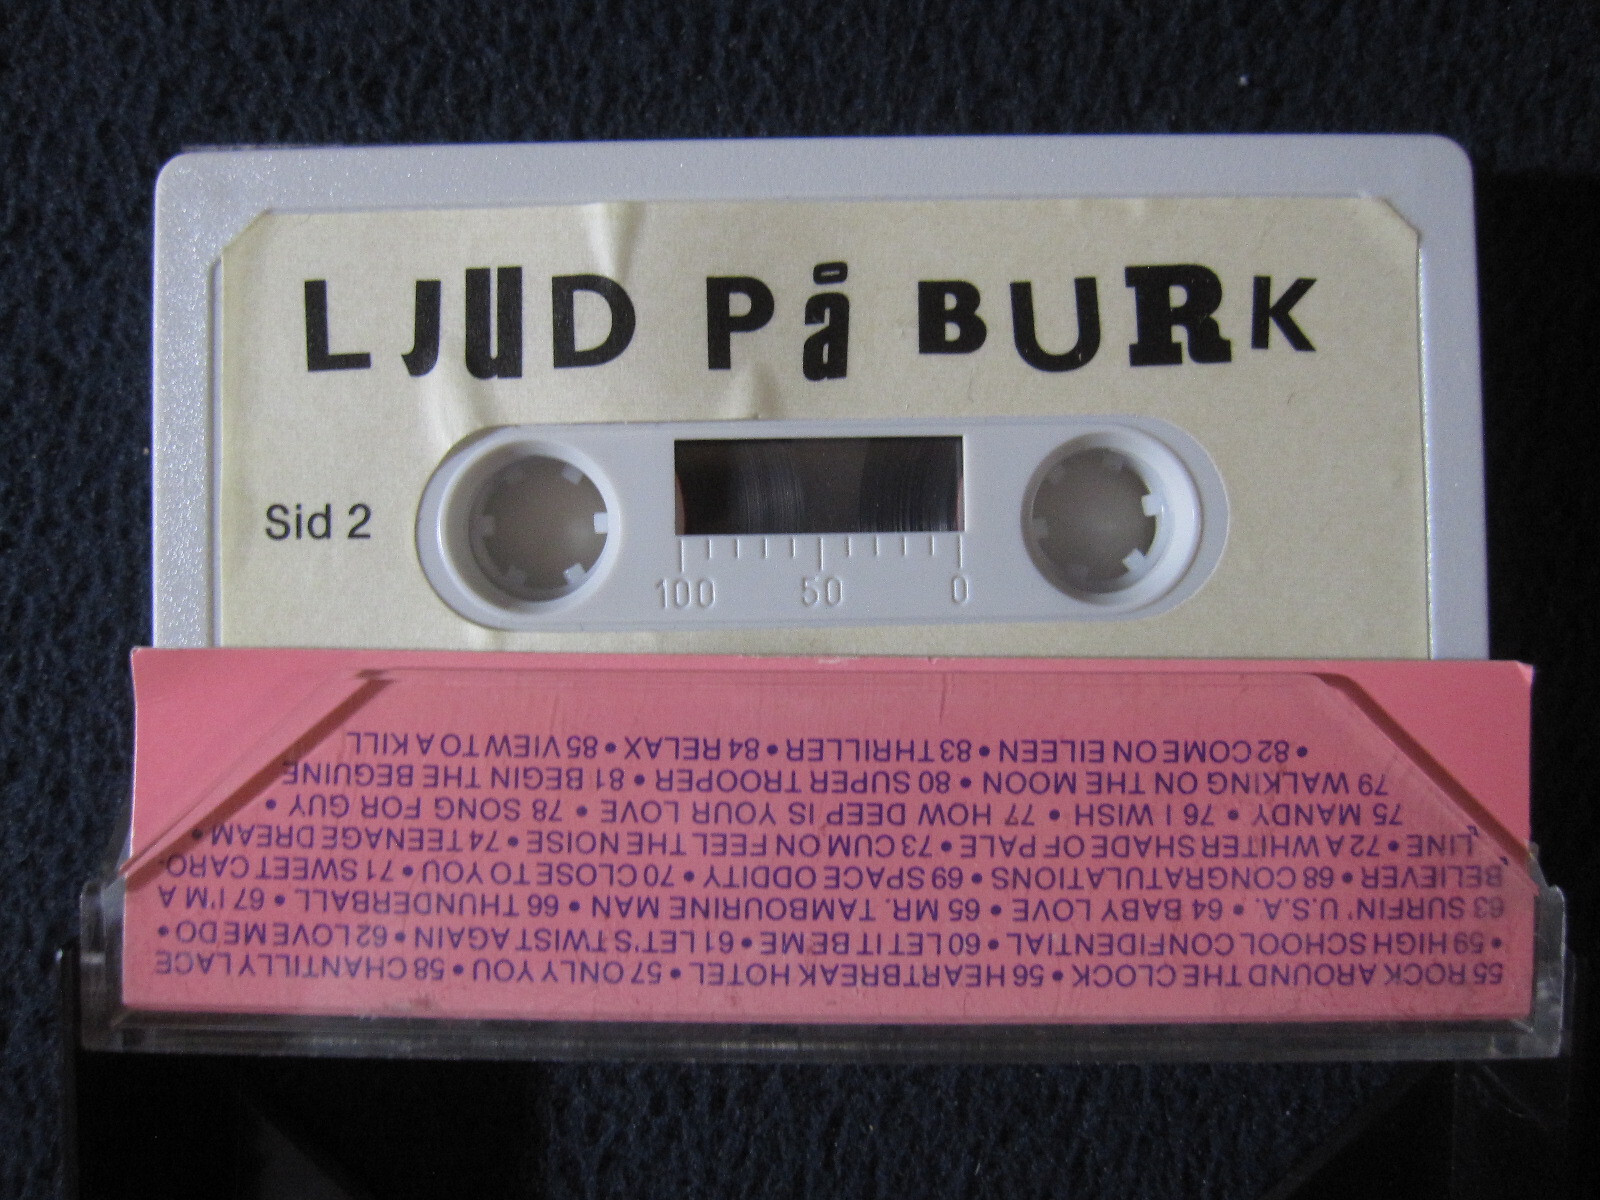 LJUD På BURK
Sid 2
100 50 0
55 ROCK AROUND THE CLOCK • 56 HEARTBREAK HOTEL • 57 ONLY YOU • 58 CHANTILLY LACE
• 59 HIGH SCHOOL CONFIDENTIAL • 60 LET IT BE ME • 61 LET'S TWIST AGAIN • 62 LOVE ME DO •
63 SURFIN' U.S.A. • 64 BABY LOVE • 65 MR. TAMBOURINE MAN • 66 THUNDERBALL • 67 I'M A
BELIEVER • 68 CONGRATULATIONS • 69 SPACE ODDITY • 70 CLOSE TO YOU • 71 SWEET CARO-
LINE • 72 A WHITER SHADE OF PALE • 73 CUM ON FEEL THE NOISE • 74 TEENAGE DREAM •
75 MANDY • 76 I WISH • 77 HOW DEEP IS YOUR LOVE • 78 SONG FOR GUY •
79 WALKING ON THE MOON • 80 SUPER TROOPER • 81 BEGIN THE BEGUINE
• 82 COME ON EILEEN • 83 THRILLER • 84 RELAX • 85 VIEW TO A KILL